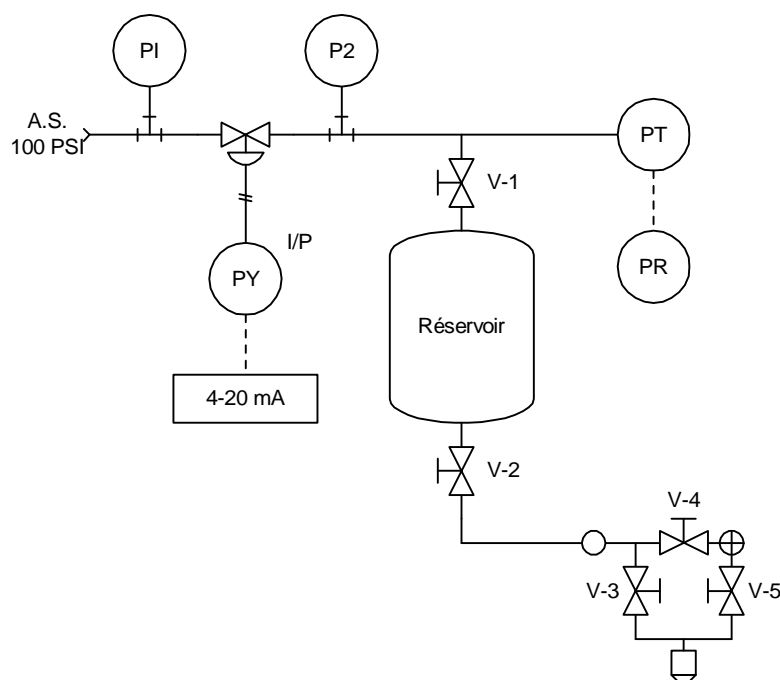 PI
P2
A.S.
100 PSI
PT
V-1
I/P
PY
PR
Réservoir
4-20 mA
V-2
V-4
V-3
V-5